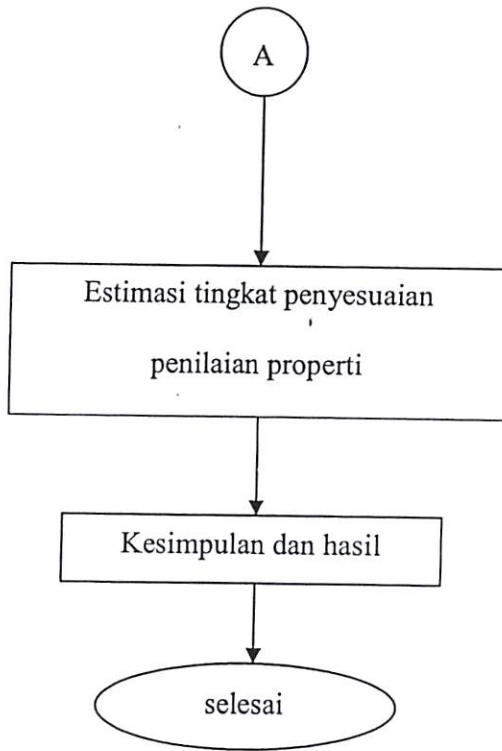 A
Estimasi tingkat penyesuaian
penilaian properti
Kesimpulan dan hasil
selesai